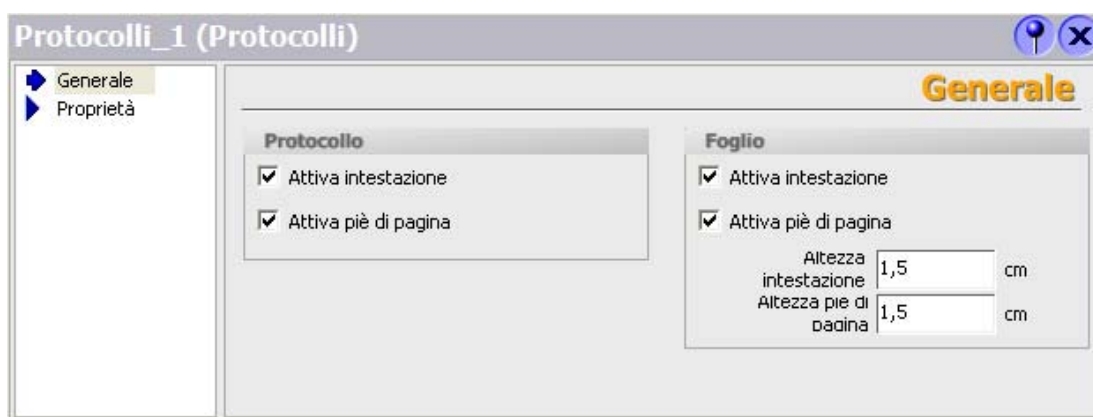 Protocolli_1 (Protocolli)
Generale
Proprietà
Generale
Protocollo
Attiva intestazione
Attiva piè di pagina
Foglio
Attiva intestazione
Attiva piè di pagina
Altezza
intestazione
1,5
cm
Altezza piè di
pagina
1,5
cm